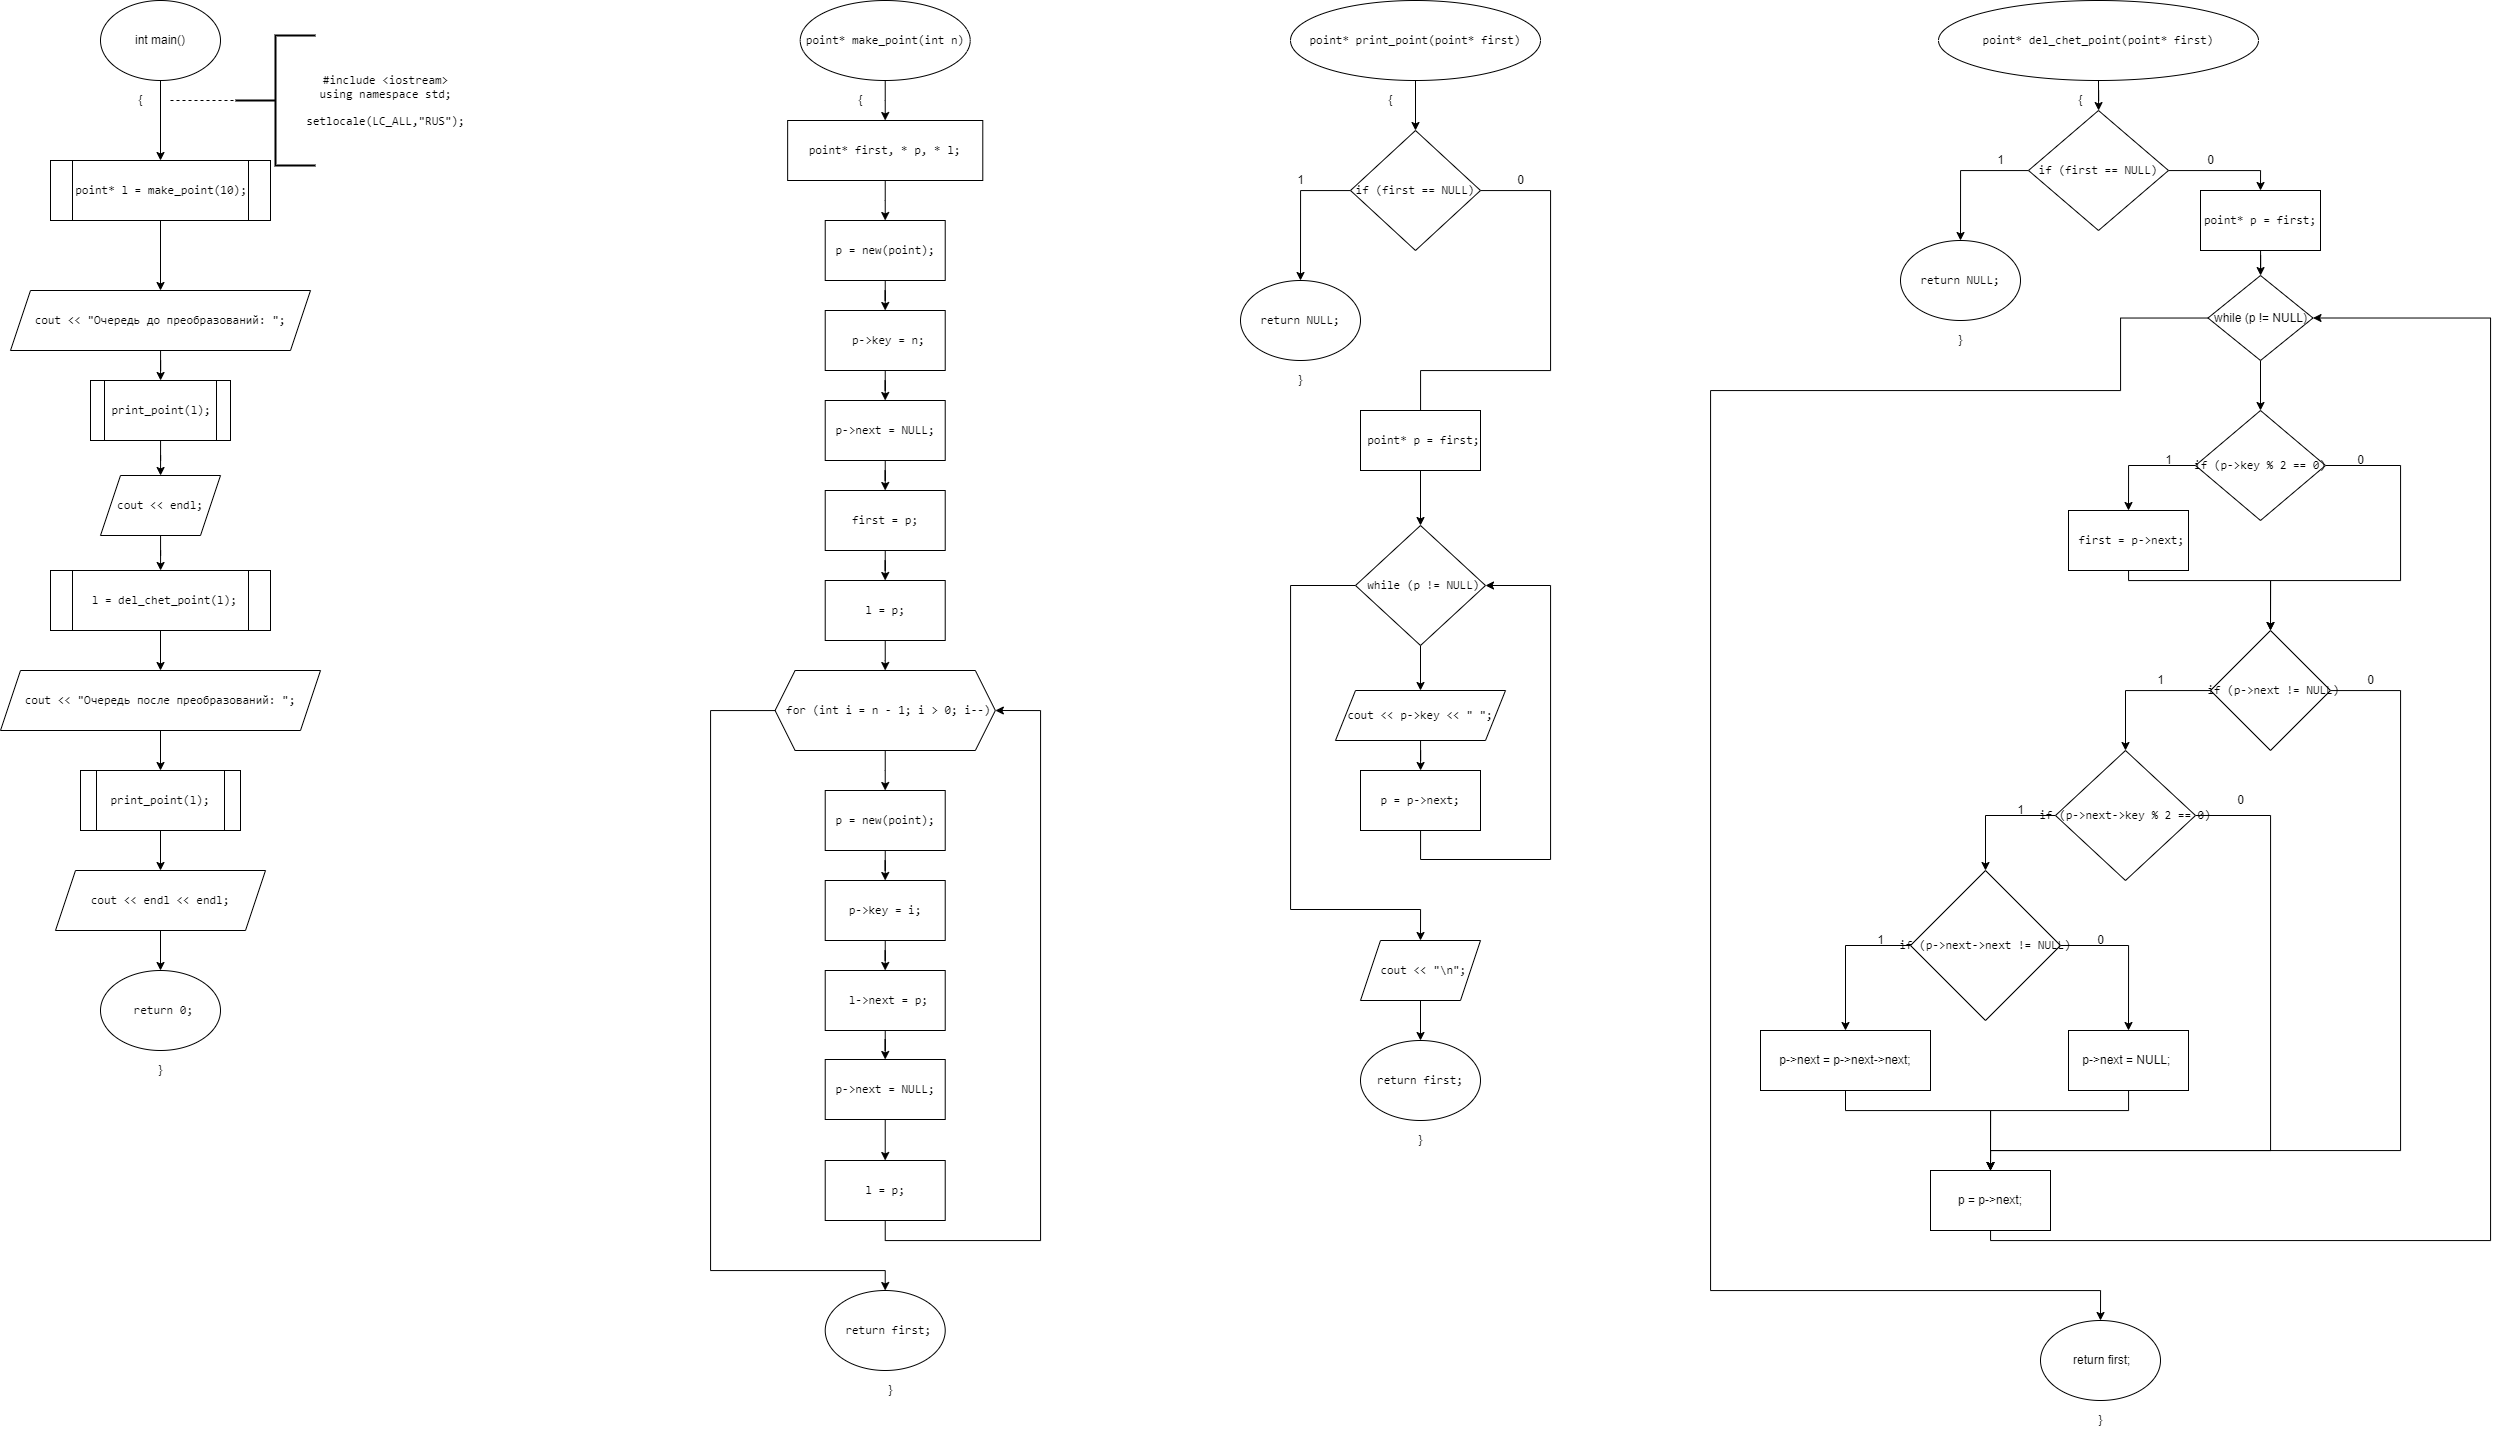 int main()
{
#include <iostream>
using namespace std;
setlocale(LC_ALL,"RUS");
point* l = make_point(10);
cout << "Очередь до преобразований: ";
print_point(l);
cout << endl;
l = del_chet_point(l);
cout << "Очередь после преобразований: ";
print_point(l);
cout << endl << endl;
return 0;
}
point* make_point(int n)
{
point* first, * p, * l;
p = new(point);
p->key = n;
p->next = NULL;
first = p;
l = p;
for (int i = n - 1; i > 0; i--)
p = new(point);
p->key = i;
l->next = p;
p->next = NULL;
l = p;
return first;
}
point* print_point(point* first)
{
if (first == NULL)
1
0
return NULL;
}
point* p = first;
while (p != NULL)
cout << p->key << " ";
p = p->next;
cout << "\n";
return first;
}
point* del_chet_point(point* first)
{
if (first == NULL)
1
0
return NULL;
}
point* p = first;
while (p != NULL)
if (p->key % 2 == 0)
1
0
first = p->next;
if (p->next != NULL)
1
0
if (p->next->key % 2 == 0)
1
0
if (p->next->next != NULL)
1
0
p->next = p->next->next;
p->next = NULL;
p = p->next;
return first;
}